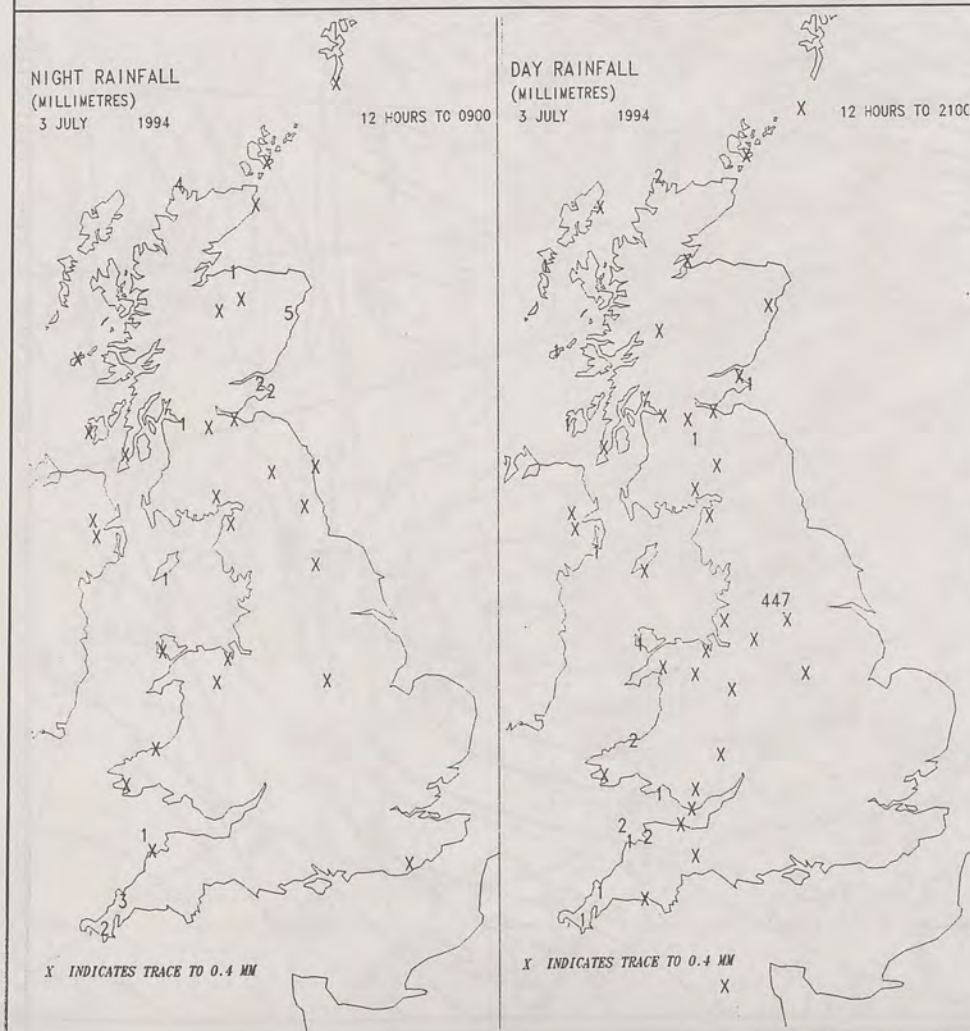 NIGHT RAINFALL
(MILLIMETRES)
3 JULY 1994
12 HOURS TO 0900
X
X
4
X
1
X
X
5
X
2
2
1
X
X
X
X
X
X
X
X
X
X
X
X
1
X
X
X
X
X
X
X
1
X
X
3
2
X INDICATES TRACE TO 0.4 MM
DAY RAINFALL
(MILLIMETRES)
3 JULY 1994
12 HOURS TO 2100
X
X
2
X
X
X
X
X
1
X
X
X
1
X
X
X
X
X
X
X
1
X
447
X
X
X
X
X
X
X
X
X
2
X
X
X
1
X
X
2
1
2
X
1
X
1
X INDICATES TRACE TO 0.4 MM
X